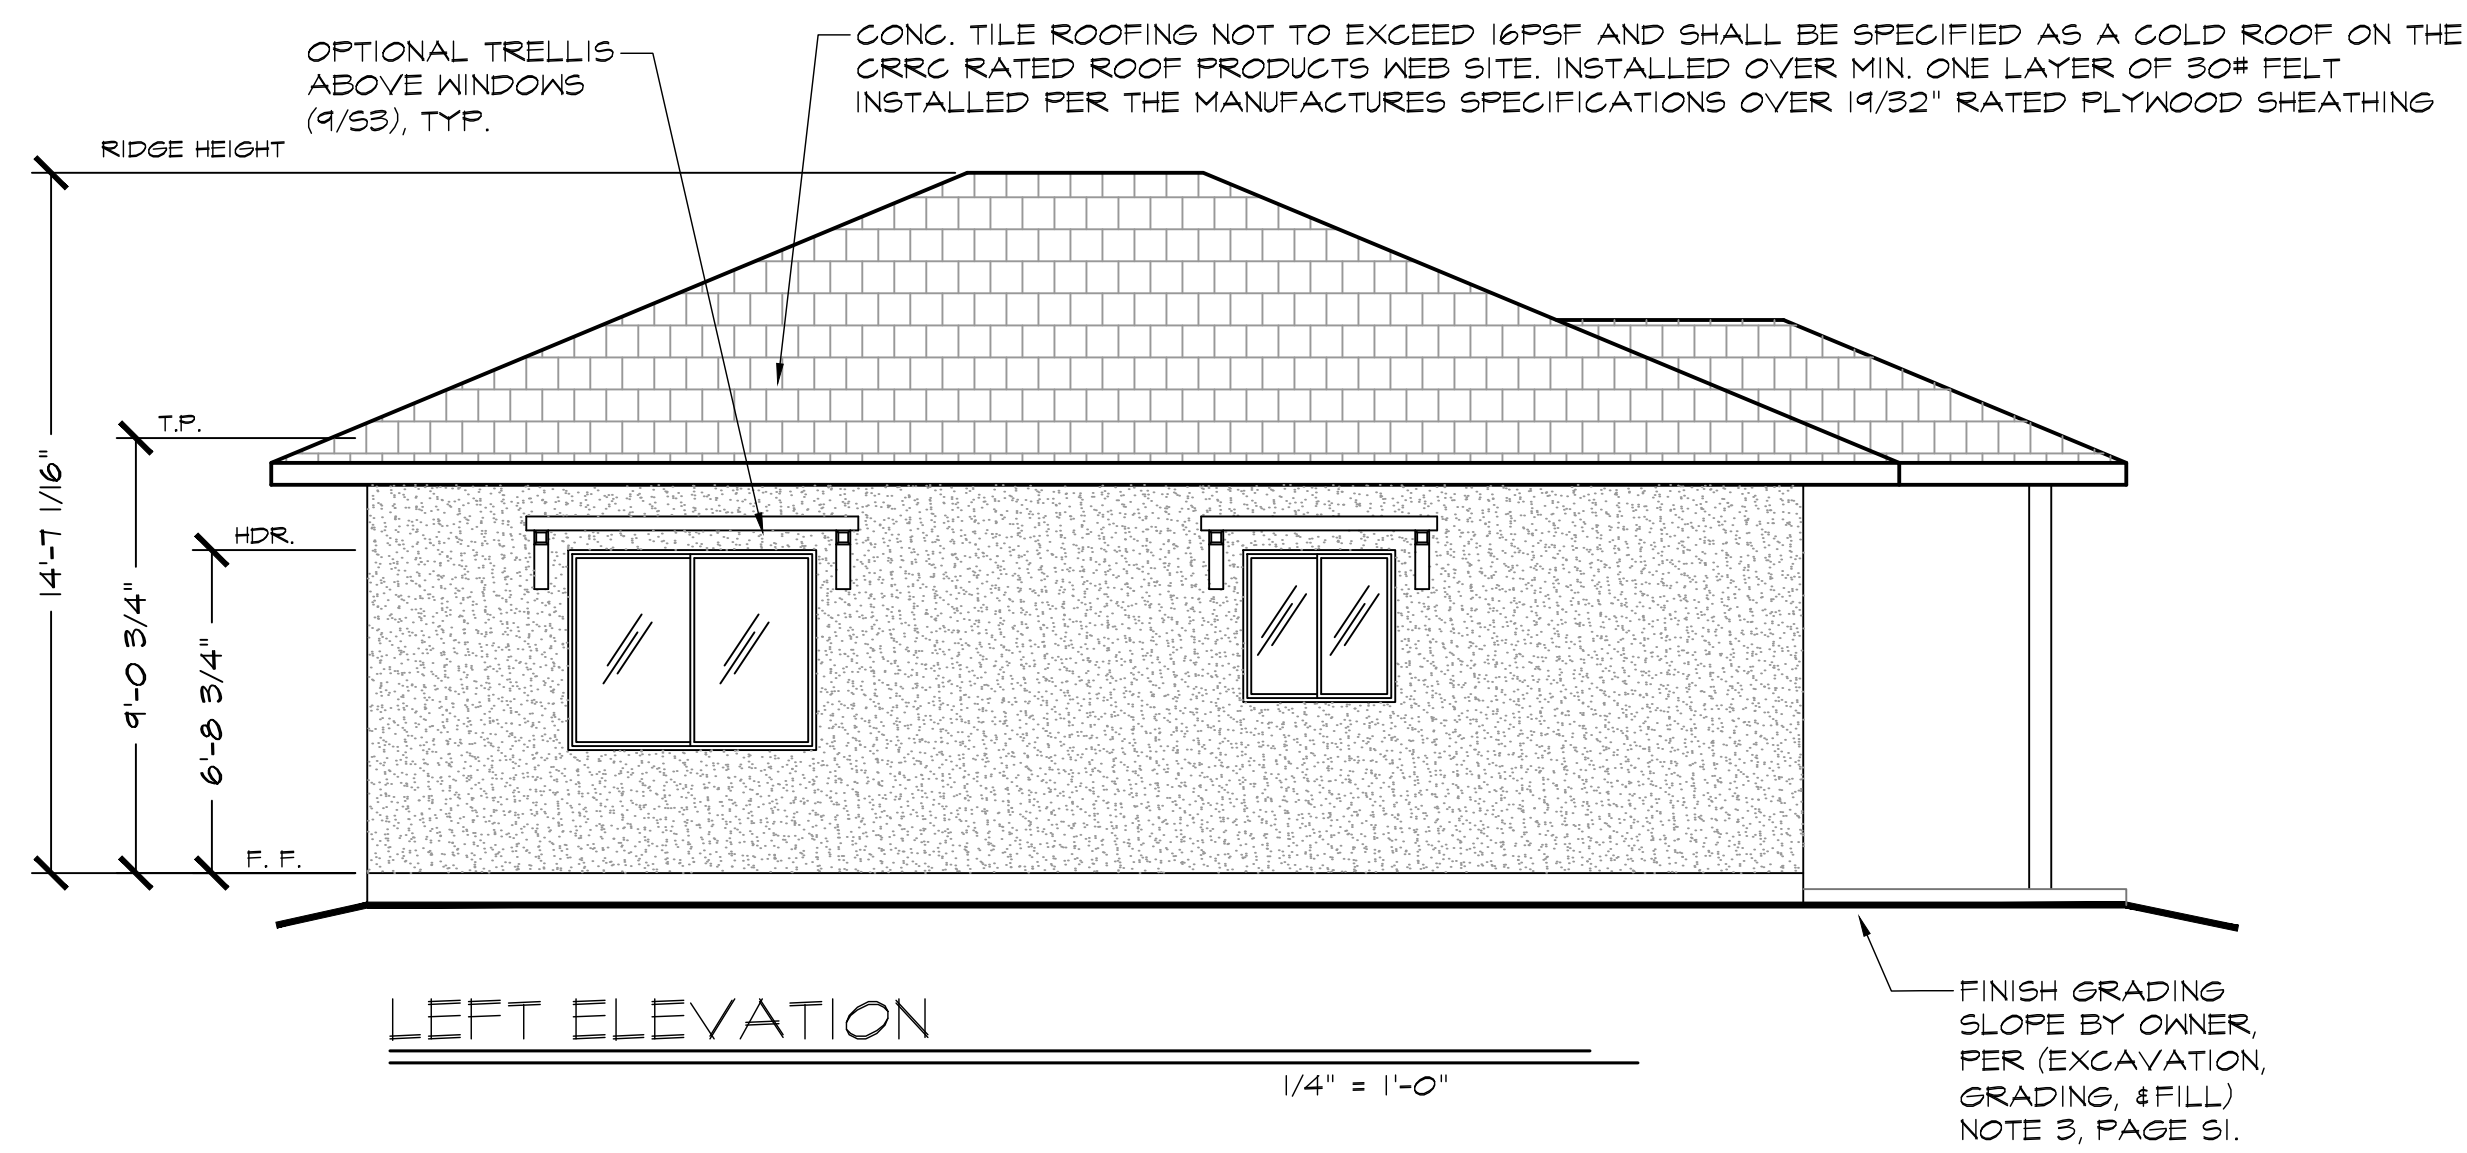 OPTIONAL TRELLIS
ABOVE WINDOWS
(9/S3), TYP.
CONC. TILE ROOFING NOT TO EXCEED 16PSF AND SHALL BE SPECIFIED AS A COLD ROOF ON THE
CRRC RATED ROOF PRODUCTS WEB SITE. INSTALLED OVER MIN. ONE LAYER OF 30# FELT
INSTALLED PER THE MANUFACTURES SPECIFICATIONS OVER 19/32" RATED PLYWOOD SHEATHING
RIDGE HEIGHT
T.P.
HDR.
F. F.
14'-7 1/16"
9'-0 3/4"
6'-8 3/4"
LEFT ELEVATION
1/4" = 1'-0"
FINISH GRADING
SLOPE BY OWNER,
PER (EXCAVATION,
GRADING, &FILL)
NOTE 3, PAGE S1.